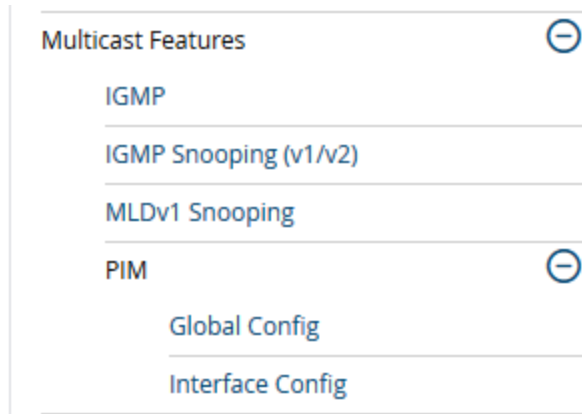 Multicast Features
IGMP
IGMP Snooping (v1/v2)
MLDv1 Snooping
PIM
Global Config
Interface Config